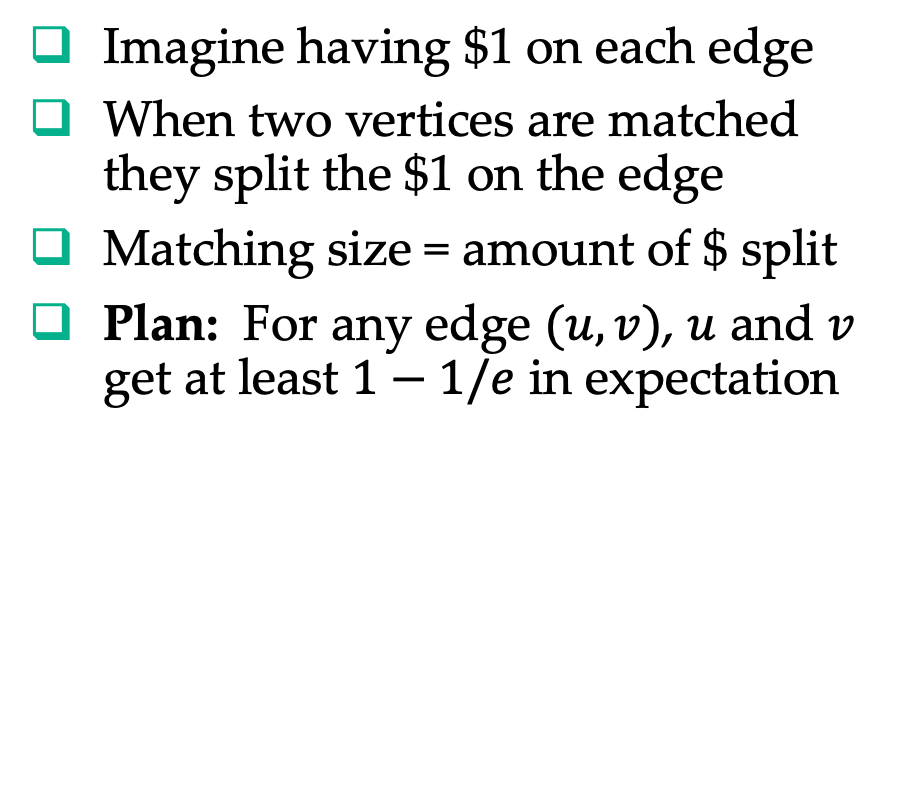 Imagine having $1 on each edge
When two vertices are matched
they split the $1 on the edge
Matching size = amount of $ split
Plan: For any edge (u, v), u and v
get at least 1 − 1/e in expectation